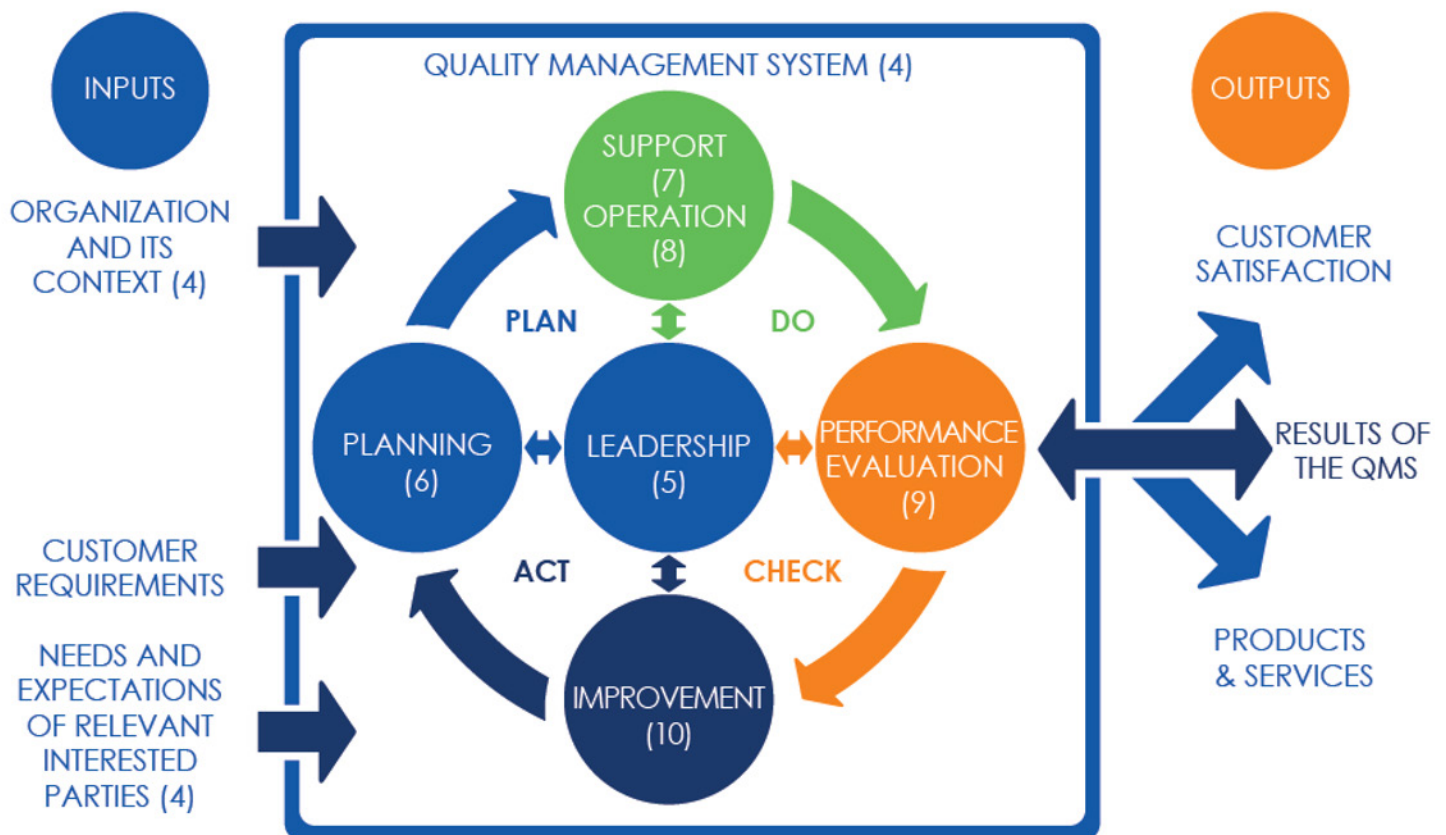 INPUTS
ORGANIZATION
AND ITS
CONTEXT (4)
CUSTOMER
REQUIREMENTS
NEEDS AND
EXPECTATIONS
OF RELEVANT
INTERESTED
PARTIES (4)
QUALITY MANAGEMENT SYSTEM (4)
SUPPORT
(7)
OPERATION
(8)
PLAN
DO
PLANNING
(6)
LEADERSHIP
(5)
PERFORMANCE
EVALUATION
(9)
ACT
CHECK
IMPROVEMENT
(10)
OUTPUTS
CUSTOMER
SATISFACTION
RESULTS OF
THE QMS
PRODUCTS
& SERVICES